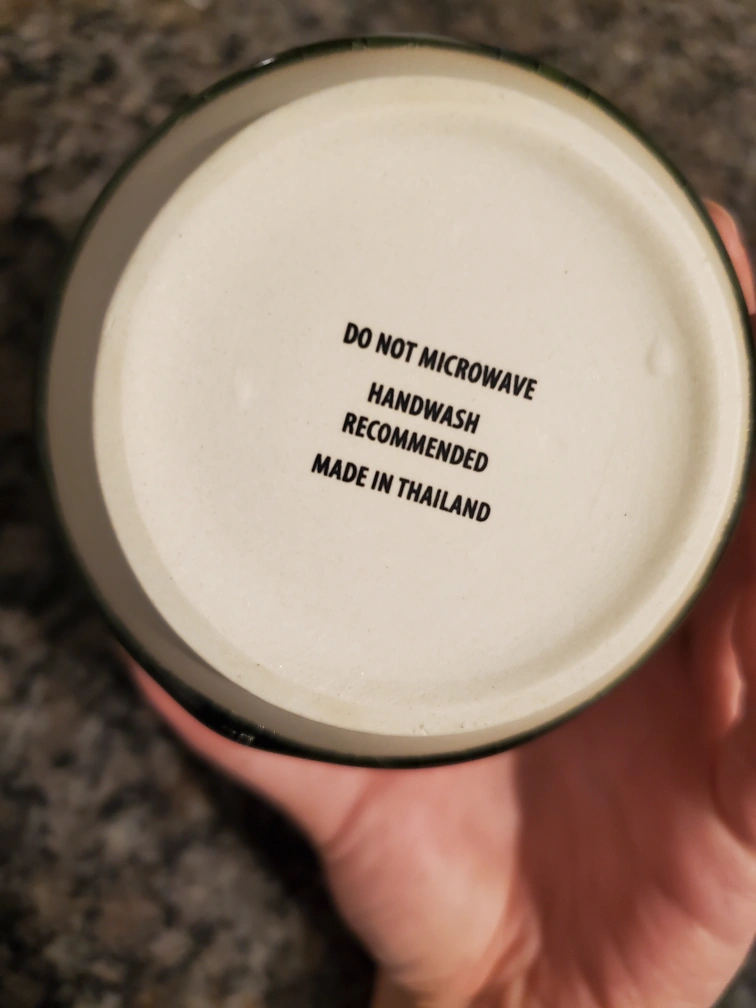 DO NOT MICROWAVE
HANDWASH
RECOMMENDED
MADE IN THAILAND